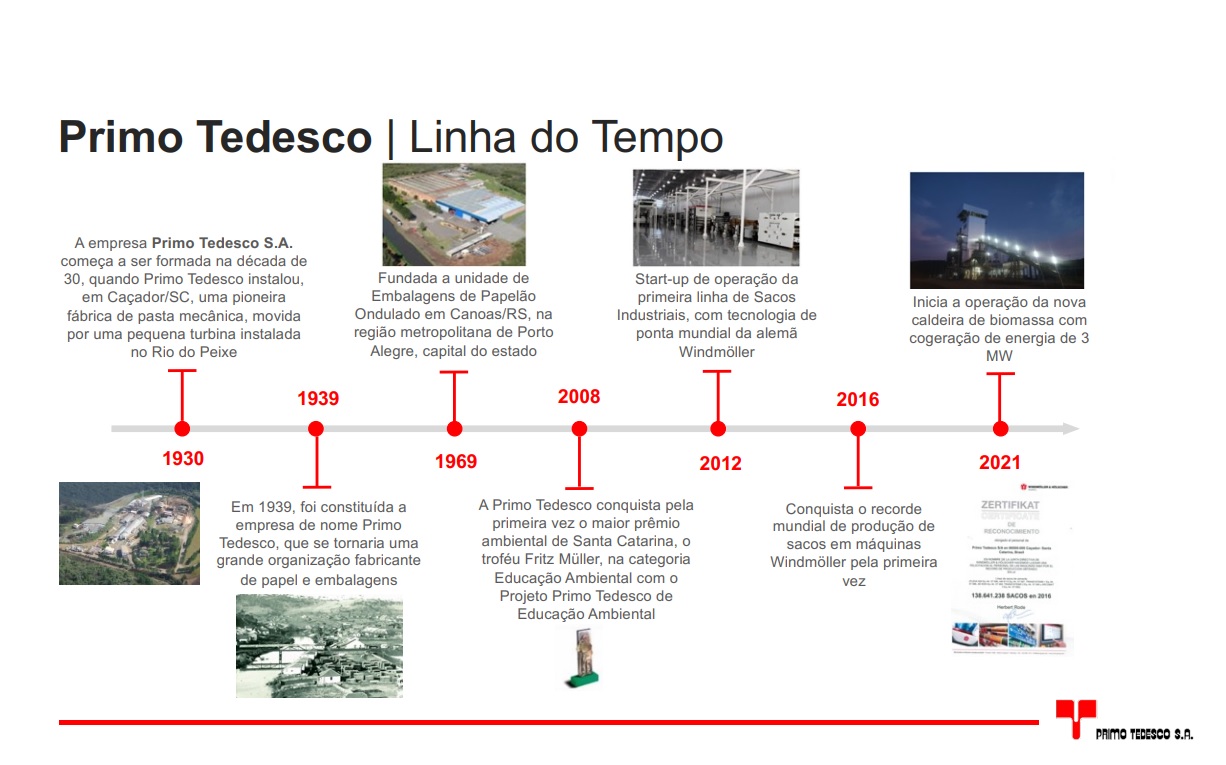 Primo Tedesco | Linha do Tempo
A empresa Primo Tedesco S.A.
começa a ser formada na década de
30, quando Primo Tedesco instalou,
em Caçador/SC, uma pioneira
fábrica de pasta mecânica, movida
por uma pequena turbina instalada
no Rio do Peixe
1930
1939
Em 1939, foi constituída a
empresa de nome Primo
Tedesco, que se tornaria uma
grande organização fabricante
de papel e embalagens
Fundada a unidade de
Embalagens de Papelão
Ondulado em Canoas/RS, na
região metropolitana de Porto
Alegre, capital do estado
1969
2008
A Primo Tedesco conquista pela
primeira vez o maior prêmio
ambiental de Santa Catarina, o
troféu Fritz Müller, na categoria
Educação Ambiental com o
Projeto Primo Tedesco de
Educação Ambiental
Start-up de operação da
primeira linha de Sacos
Industriais, com tecnologia de
ponta mundial da alemã
Windmöller
2012
2016
Conquista o recorde
mundial de produção de
sacos em máquinas
Windmöller pela primeira
vez
Inicia a operação da nova
caldeira de biomassa com
cogeração de energia de 3
MW
2021
WINDMÖLLER & HÖLSCHER
ZERTIFIKAT
CERTIFICATE
DE
RECONOCIMIENTO
138.641.238 SACOS en 2016
PRIMO TEDESCO S.A.